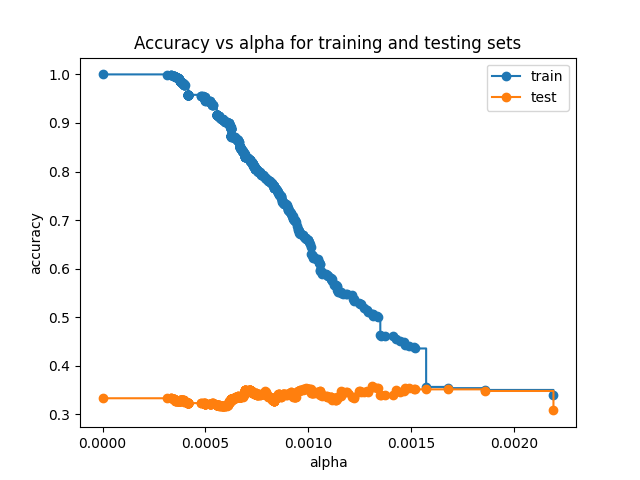 Accuracy vs alpha for training and testing sets
train
test
1.0
0.9
0.8
0.7
0.6
0.5
0.4
0.3
accuracy
0.0000
0.0005
0.0010
0.0015
0.0020
alpha